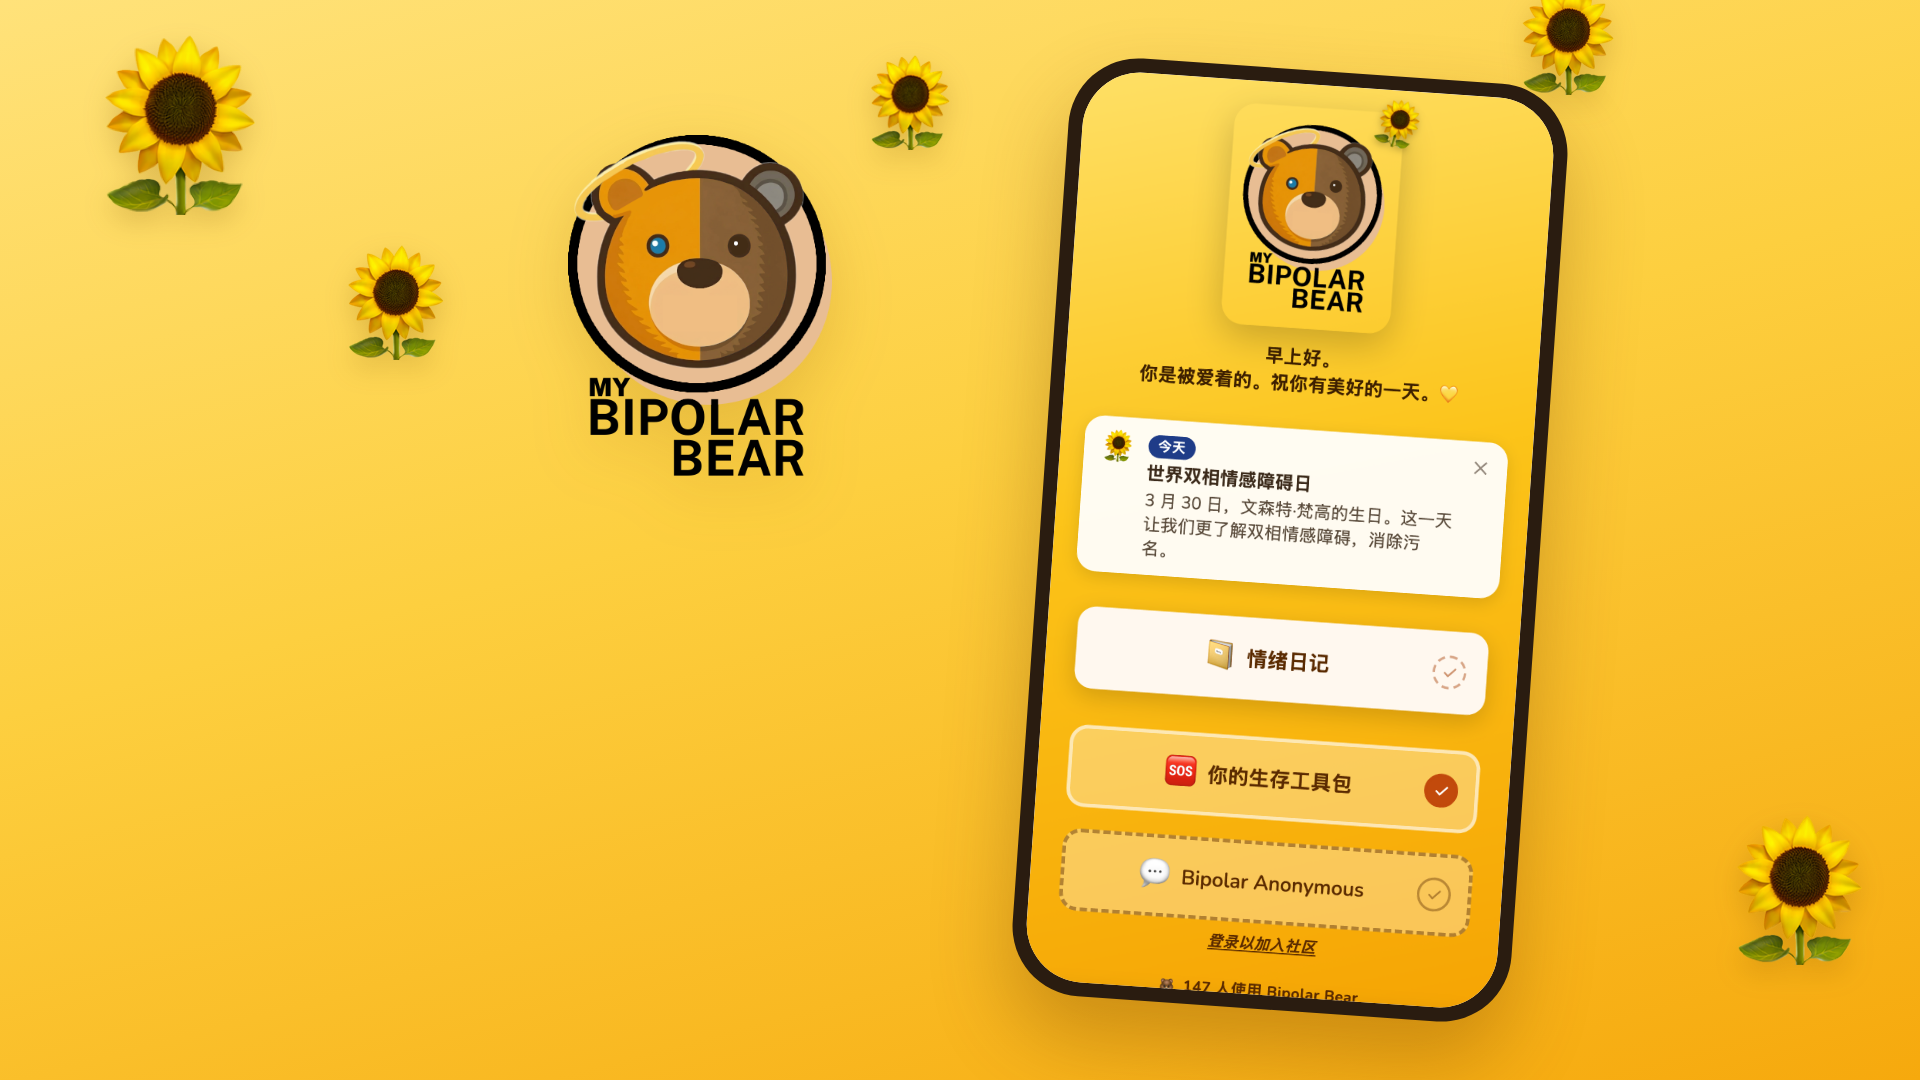 MY
BIPOLAR
BEAR
MY
BIPOLAR
BEAR
早上好。
你是被爱着的。祝你有美好的一天。💛
今天
世界双相情感障碍日
3 月 30 日，文森特·梵高的生日。这一天
让我们更了解双相情感障碍，消除污
名。
情绪日记
SOS 你的生存工具包
Bipolar Anonymous
登录以加入社区
147 人使用 Bipolar Bear